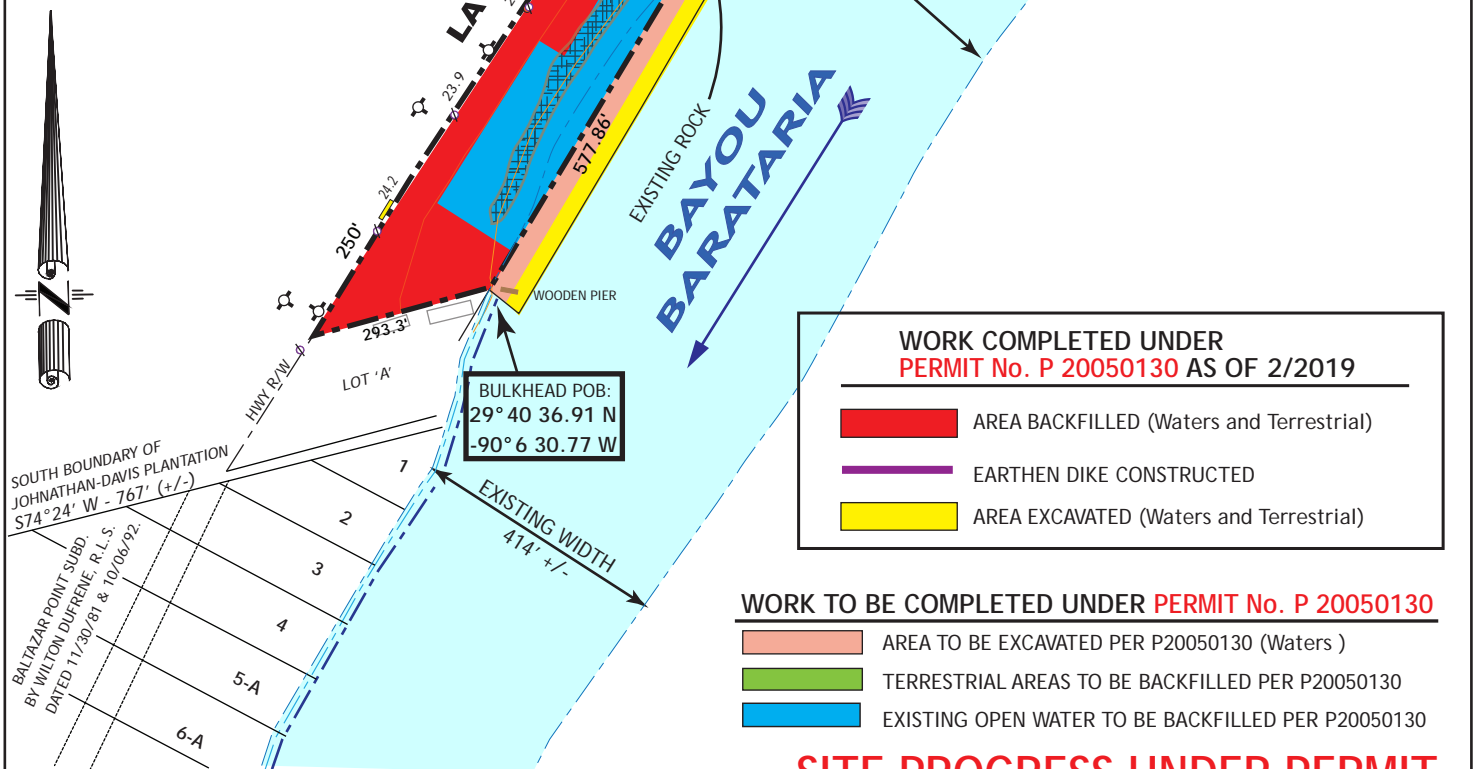 LA
23.9
24.2
250'
577.86'
EXISTING ROCK
BAYOU
BARATARIA
WOODEN PIER
293.3'
HWY R/W
LOT 'A'
BULKHEAD POB:
29° 40 36.91 N
-90° 6 30.77 W
WORK COMPLETED UNDER
PERMIT No. P 20050130 AS OF 2/2019
AREA BACKFILLED (Waters and Terrestrial)
EARTHEN DIKE CONSTRUCTED
AREA EXCAVATED (Waters and Terrestrial)
SOUTH BOUNDARY OF
JOHNATHAN-DAVIS PLANTATION
S74°24' W - 767' (+/-)
BALTAZAR POINT SUBD.
BY WILTON DUFRENE, R.L.S.
DATED 11/30/81 & 10/06/92.
1
2
3
4
5-A
6-A
EXISTING WIDTH
414' +/-
WORK TO BE COMPLETED UNDER PERMIT No. P 20050130
AREA TO BE EXCAVATED PER P20050130 (Waters )
TERRESTRIAL AREAS TO BE BACKFILLED PER P20050130
EXISTING OPEN WATER TO BE BACKFILLED PER P20050130
SITE PROGRESS UNDER PERMIT